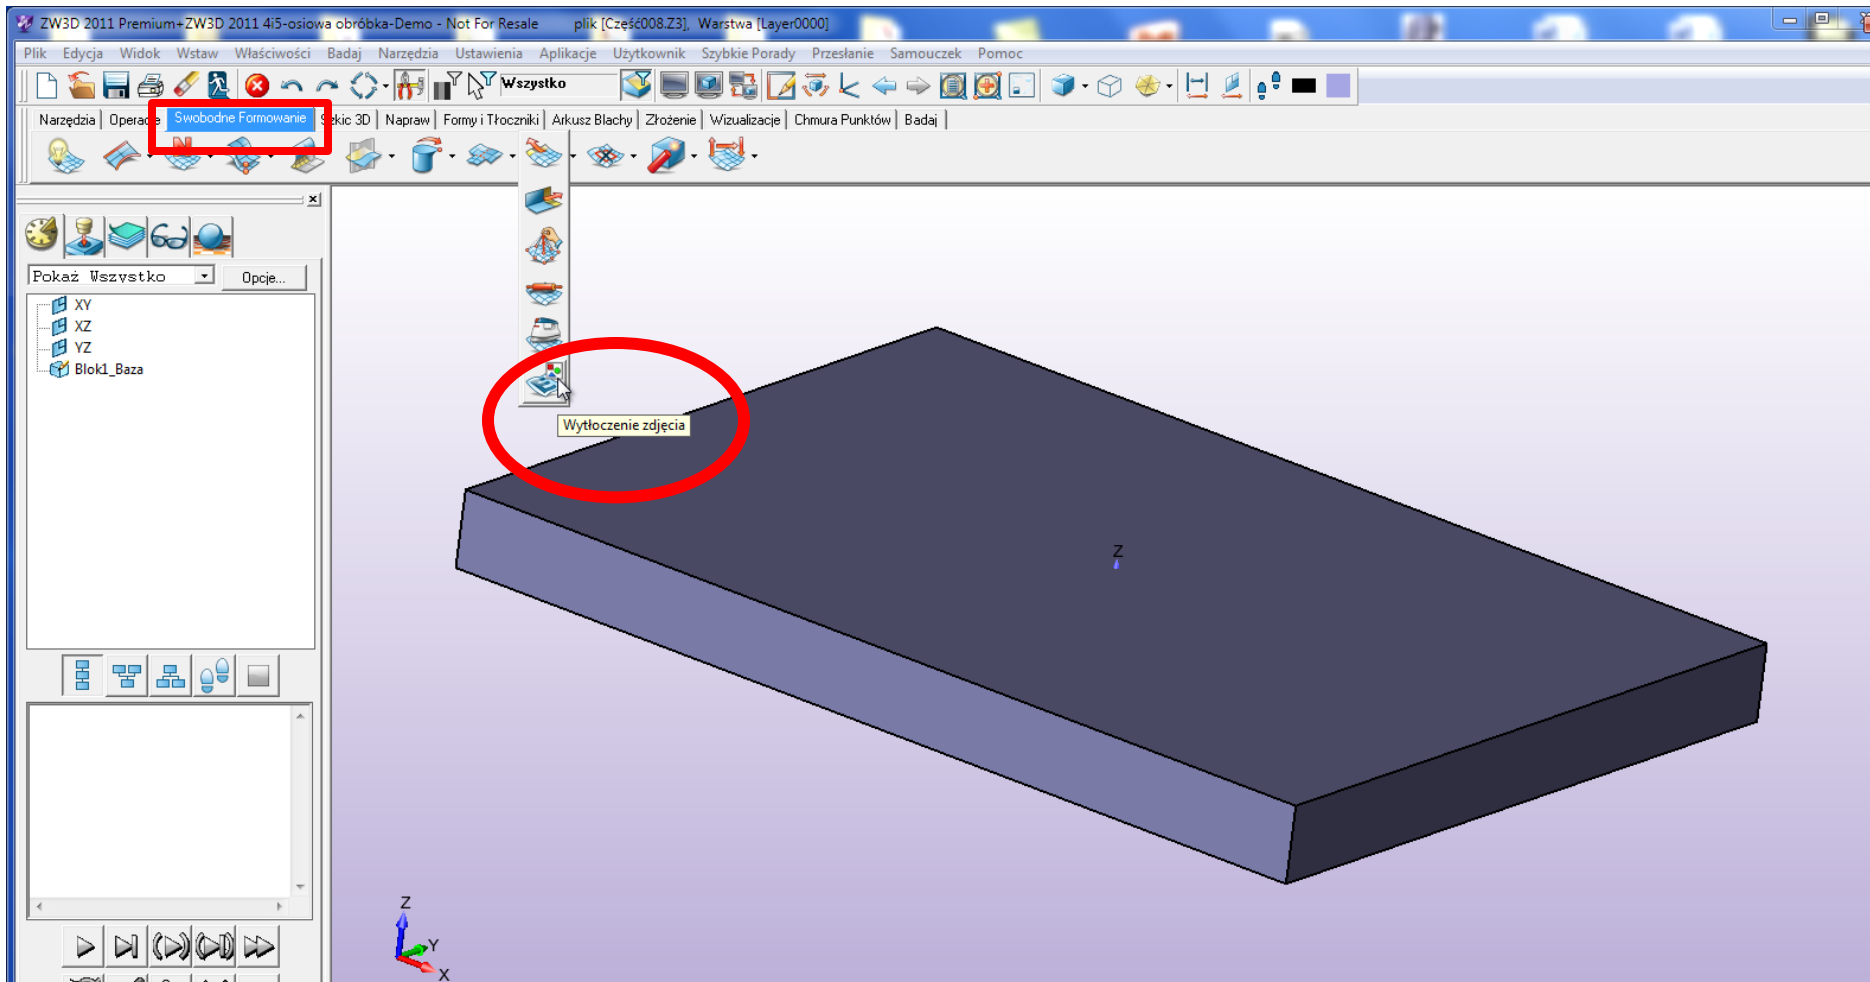 ZW3D 2011 Premium+ZW3D 2011 4i5-osiowa obróbka-Demo - Not For Resale plik [Część008.Z3], Warstwa [Layer0000]
Plik Edycja Widok Wstaw Właściwości Badaj Narzędzia Ustawienia Aplikacje Użytkownik Szybkie Porady Przesłanie Samouczek Pomoc
Wszystko
Narzędzia Operacje Swobodne Formowanie Szkic 3D Napraw Formy i Tłoczniki Arkusz Blachy Złożenie Wizualizacje Chmura Punktów Badaj
Pokaż Wszystko Opcje...
XY
XZ
YZ
Blok1_Baza
Wytłoczenie zdjęcia
Z
Z
Y
X